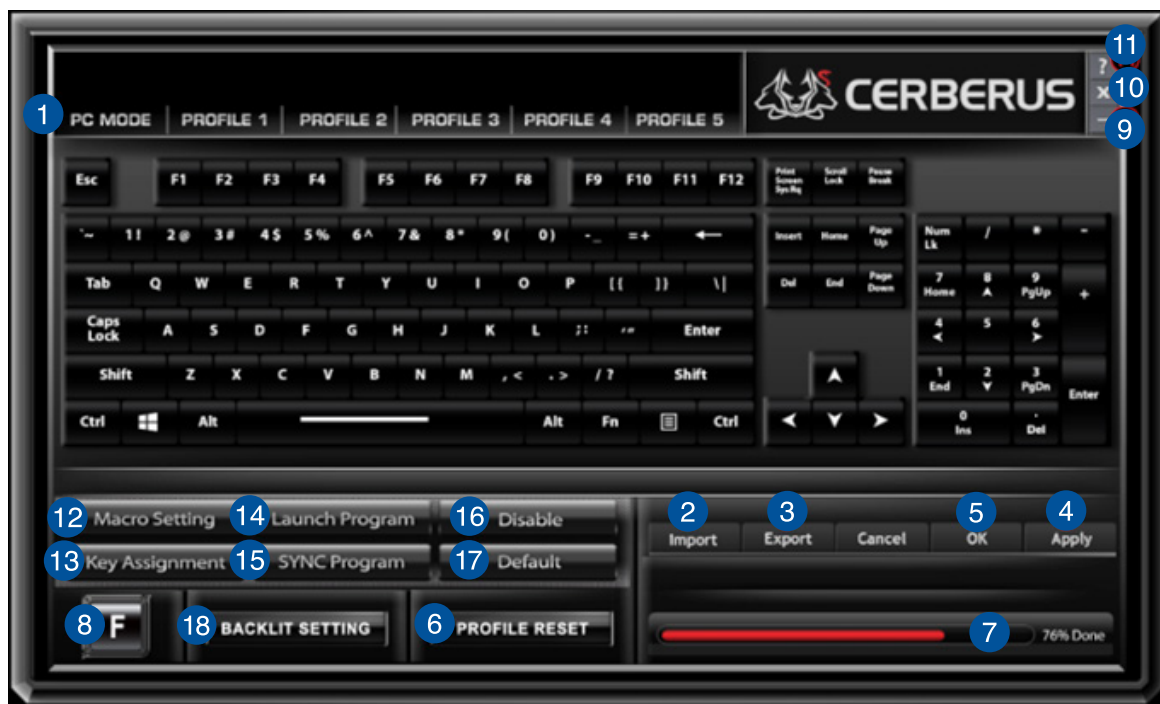 11
CERBERUS
?
10
x
1
PC MODE PROFILE 1 PROFILE 2 PROFILE 3 PROFILE 4 PROFILE 5
9
–
Esc F1 F2 F3 F4 F5 F6 F7 F8 F9 F10 F11 F12 Print Screen Sys Rq Scroll Lock Pause Break
`~ 1! 2@ 3# 4$ 5% 6^ 7& 8* 9( 0) -_ =+ ← Insert Home Page Up Num Lk / * -
Tab Q W E R T Y U I O P [{ ]} \| Del End Page Down 7 Home 8 ∧ 9 PgUp +
Caps Lock A S D F G H J K L ;: '" Enter 4 < 5 6 >
Shift Z X C V B N M ,< .> /? Shift ∧ 1 End 2 ∨ 3 PgDn Enter
Ctrl Alt Alt Fn Ctrl < ∨ > 0 Ins . Del
12 Macro Setting 14 Launch Program 16 Disable
13 Key Assignment 15 SYNC Program 17 Default
2 3 5 4
Import Export Cancel OK Apply
8 F 18 BACKLIT SETTING 6 PROFILE RESET
7 76% Done